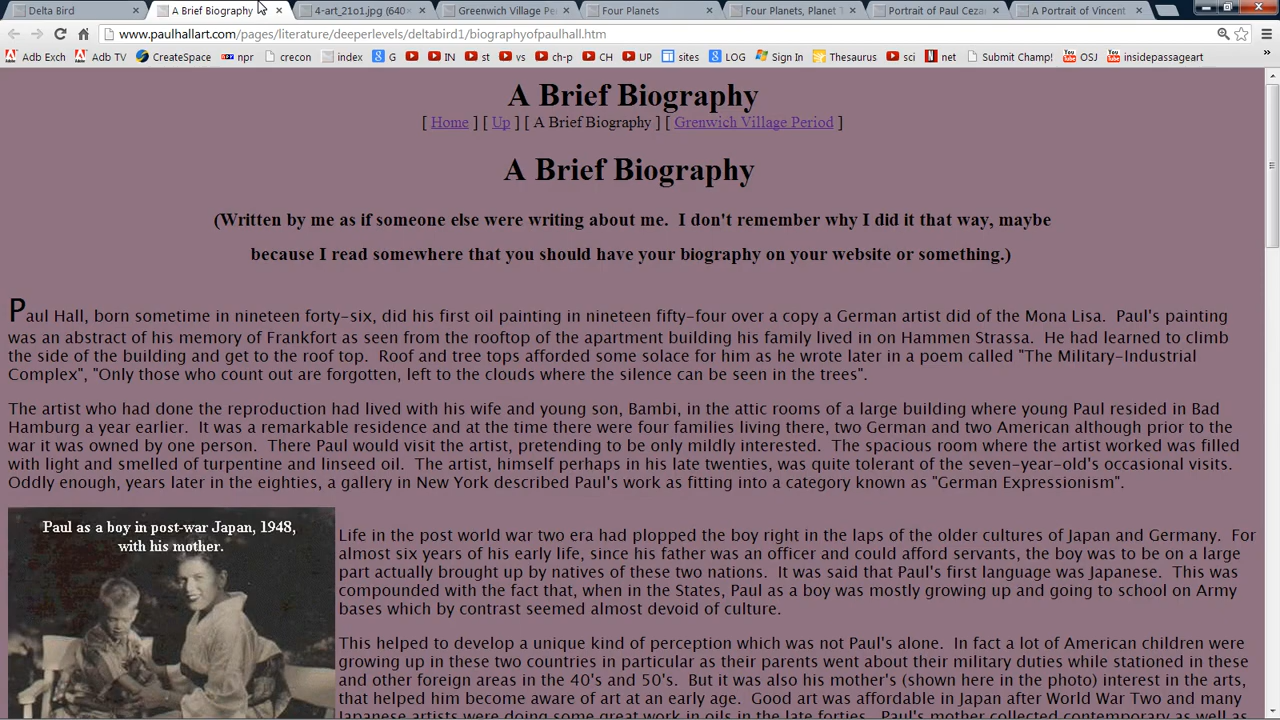 Delta Bird
A Brief Biography
4-art_21o1.jpg (640×
Greenwich Village Pe
Four Planets
Four Planets, Planet
Portrait of Paul Cezan
A Portrait of Vincent
www.paulhallart.com/pages/literature/deeperlevels/deltabird1/biographyofpaulhall.htm
Adb Exch
Adb TV
CreateSpace
npr
crecon
index
G
IN
st
vs
ch-p
CH
UP
sites
LOG
Sign In
Thesaurus
sci
net
Submit Champ!
OSJ
insidepassageart
A Brief Biography
[ Home ] [ Up ] [ A Brief Biography ] [ Grenwich Village Period ]
A Brief Biography
(Written by me as if someone else were writing about me.  I don't remember why I did it that way, maybe
because I read somewhere that you should have your biography on your website or something.)
Paul Hall, born sometime in nineteen forty-six, did his first oil painting in nineteen fifty-four over a copy a German artist did of the Mona Lisa.  Paul's painting
was an abstract of his memory of Frankfort as seen from the rooftop of the apartment building his family lived in on Hammen Strassa.  He had learned to climb
the side of the building and get to the roof top.  Roof and tree tops afforded some solace for him as he wrote later in a poem called "The Military-Industrial
Complex", "Only those who count out are forgotten, left to the clouds where the silence can be seen in the trees".
The artist who had done the reproduction had lived with his wife and young son, Bambi, in the attic rooms of a large building where young Paul resided in Bad
Hamburg a year earlier.  It was a remarkable residence and at the time there were four families living there, two German and two American although prior to the
war it was owned by one person.  There Paul would visit the artist, pretending to be only mildly interested.  The spacious room where the artist worked was filled
with light and smelled of turpentine and linseed oil.  The artist, himself perhaps in his late twenties, was quite tolerant of the seven-year-old's occasional visits.
Oddly enough, years later in the eighties, a gallery in New York described Paul's work as fitting into a category known as "German Expressionism".
Paul as a boy in post-war Japan, 1948,
with his mother.
Life in the post world war two era had plopped the boy right in the laps of the older cultures of Japan and Germany.  For
almost six years of his early life, since his father was an officer and could afford servants, the boy was to be on a large
part actually brought up by natives of these two nations.  It was said that Paul's first language was Japanese.  This was
compounded with the fact that, when in the States, Paul as a boy was mostly growing up and going to school on Army
bases which by contrast seemed almost devoid of culture.
This helped to develop a unique kind of perception which was not Paul's alone.  In fact a lot of American children were
growing up in these two countries in particular as their parents went about their military duties while stationed in these
and other foreign areas in the 40's and 50's.  But it was also his mother's (shown here in the photo) interest in the arts,
that helped him become aware of art at an early age.  Good art was affordable in Japan after World War Two and many
Japanese artists were doing some great work in oils in the late forties.  Paul's mother collected contemporary as well